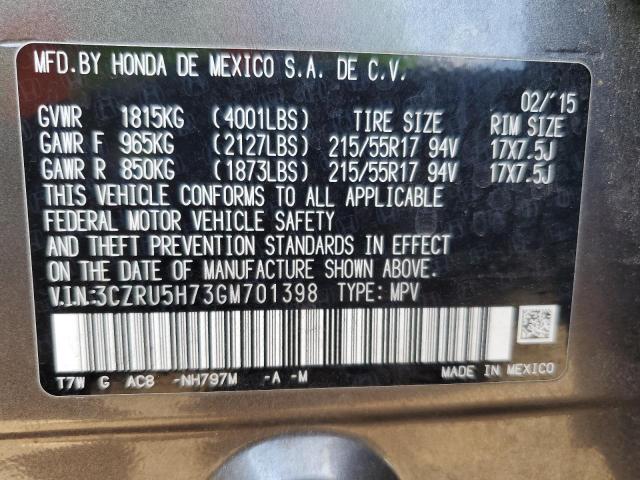 MFD.BY HONDA DE MEXICO S.A. DE C.V.
02/'15
GVWR 1815KG (4001LBS) TIRE SIZE RIM SIZE
GAWR F 965KG (2127LBS) 215/55R17 94V 17X7.5J
GAWR R 850KG (1873LBS) 215/55R17 94V 17X7.5J
THIS VEHICLE CONFORMS TO ALL APPLICABLE
FEDERAL MOTOR VEHICLE SAFETY
AND THEFT PREVENTION STANDARDS IN EFFECT
ON THE DATE OF MANUFACTURE SHOWN ABOVE.
V.I.N:3CZRU5H73GM701398 TYPE: MPV
T7W G AC8 -NH797M -A -M
MADE IN MEXICO